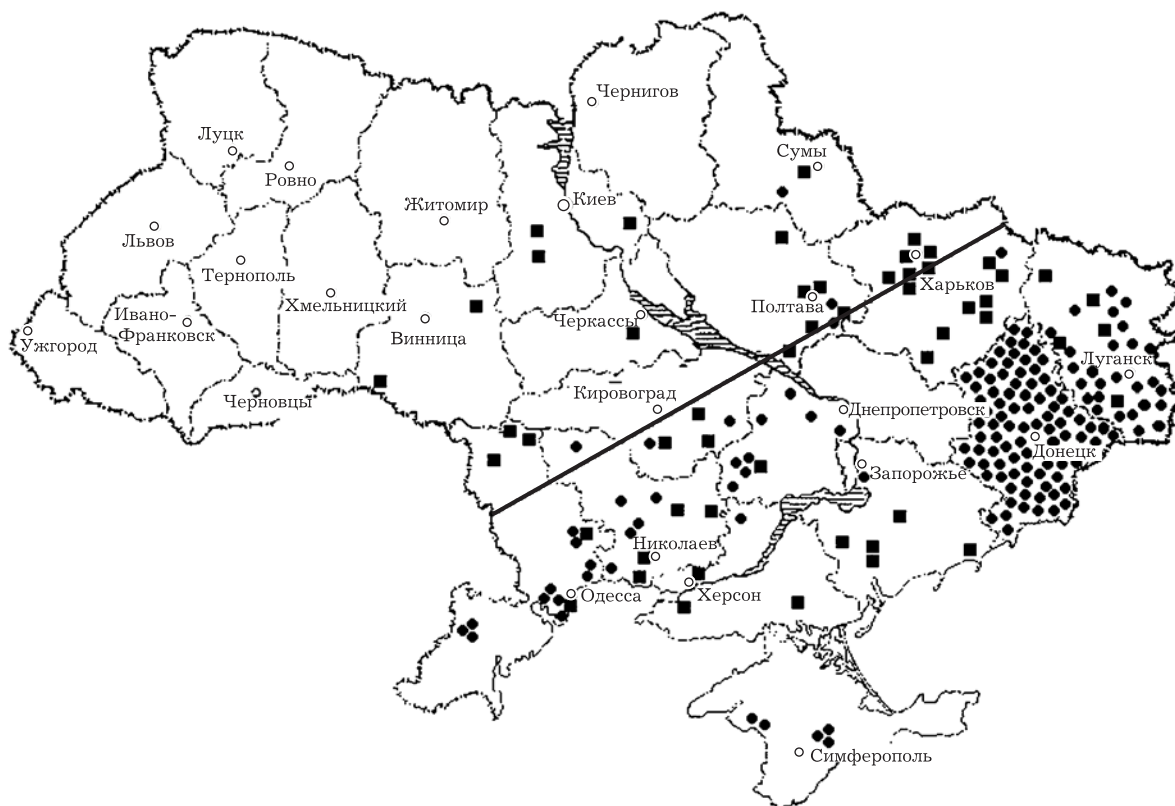 Чернигов
Луцк
Сумы
Ровно
Киев
Житомир
Львов
Тернополь
Харьков
Хмельницкий
Полтава
Ивано-
Франковск
Черкассы
Винница
Ужгород
Луганск
Кировоград
Черновцы
Днепропетровск
Донецк
Запорожье
Николаев
Одесса
Херсон
Симферополь